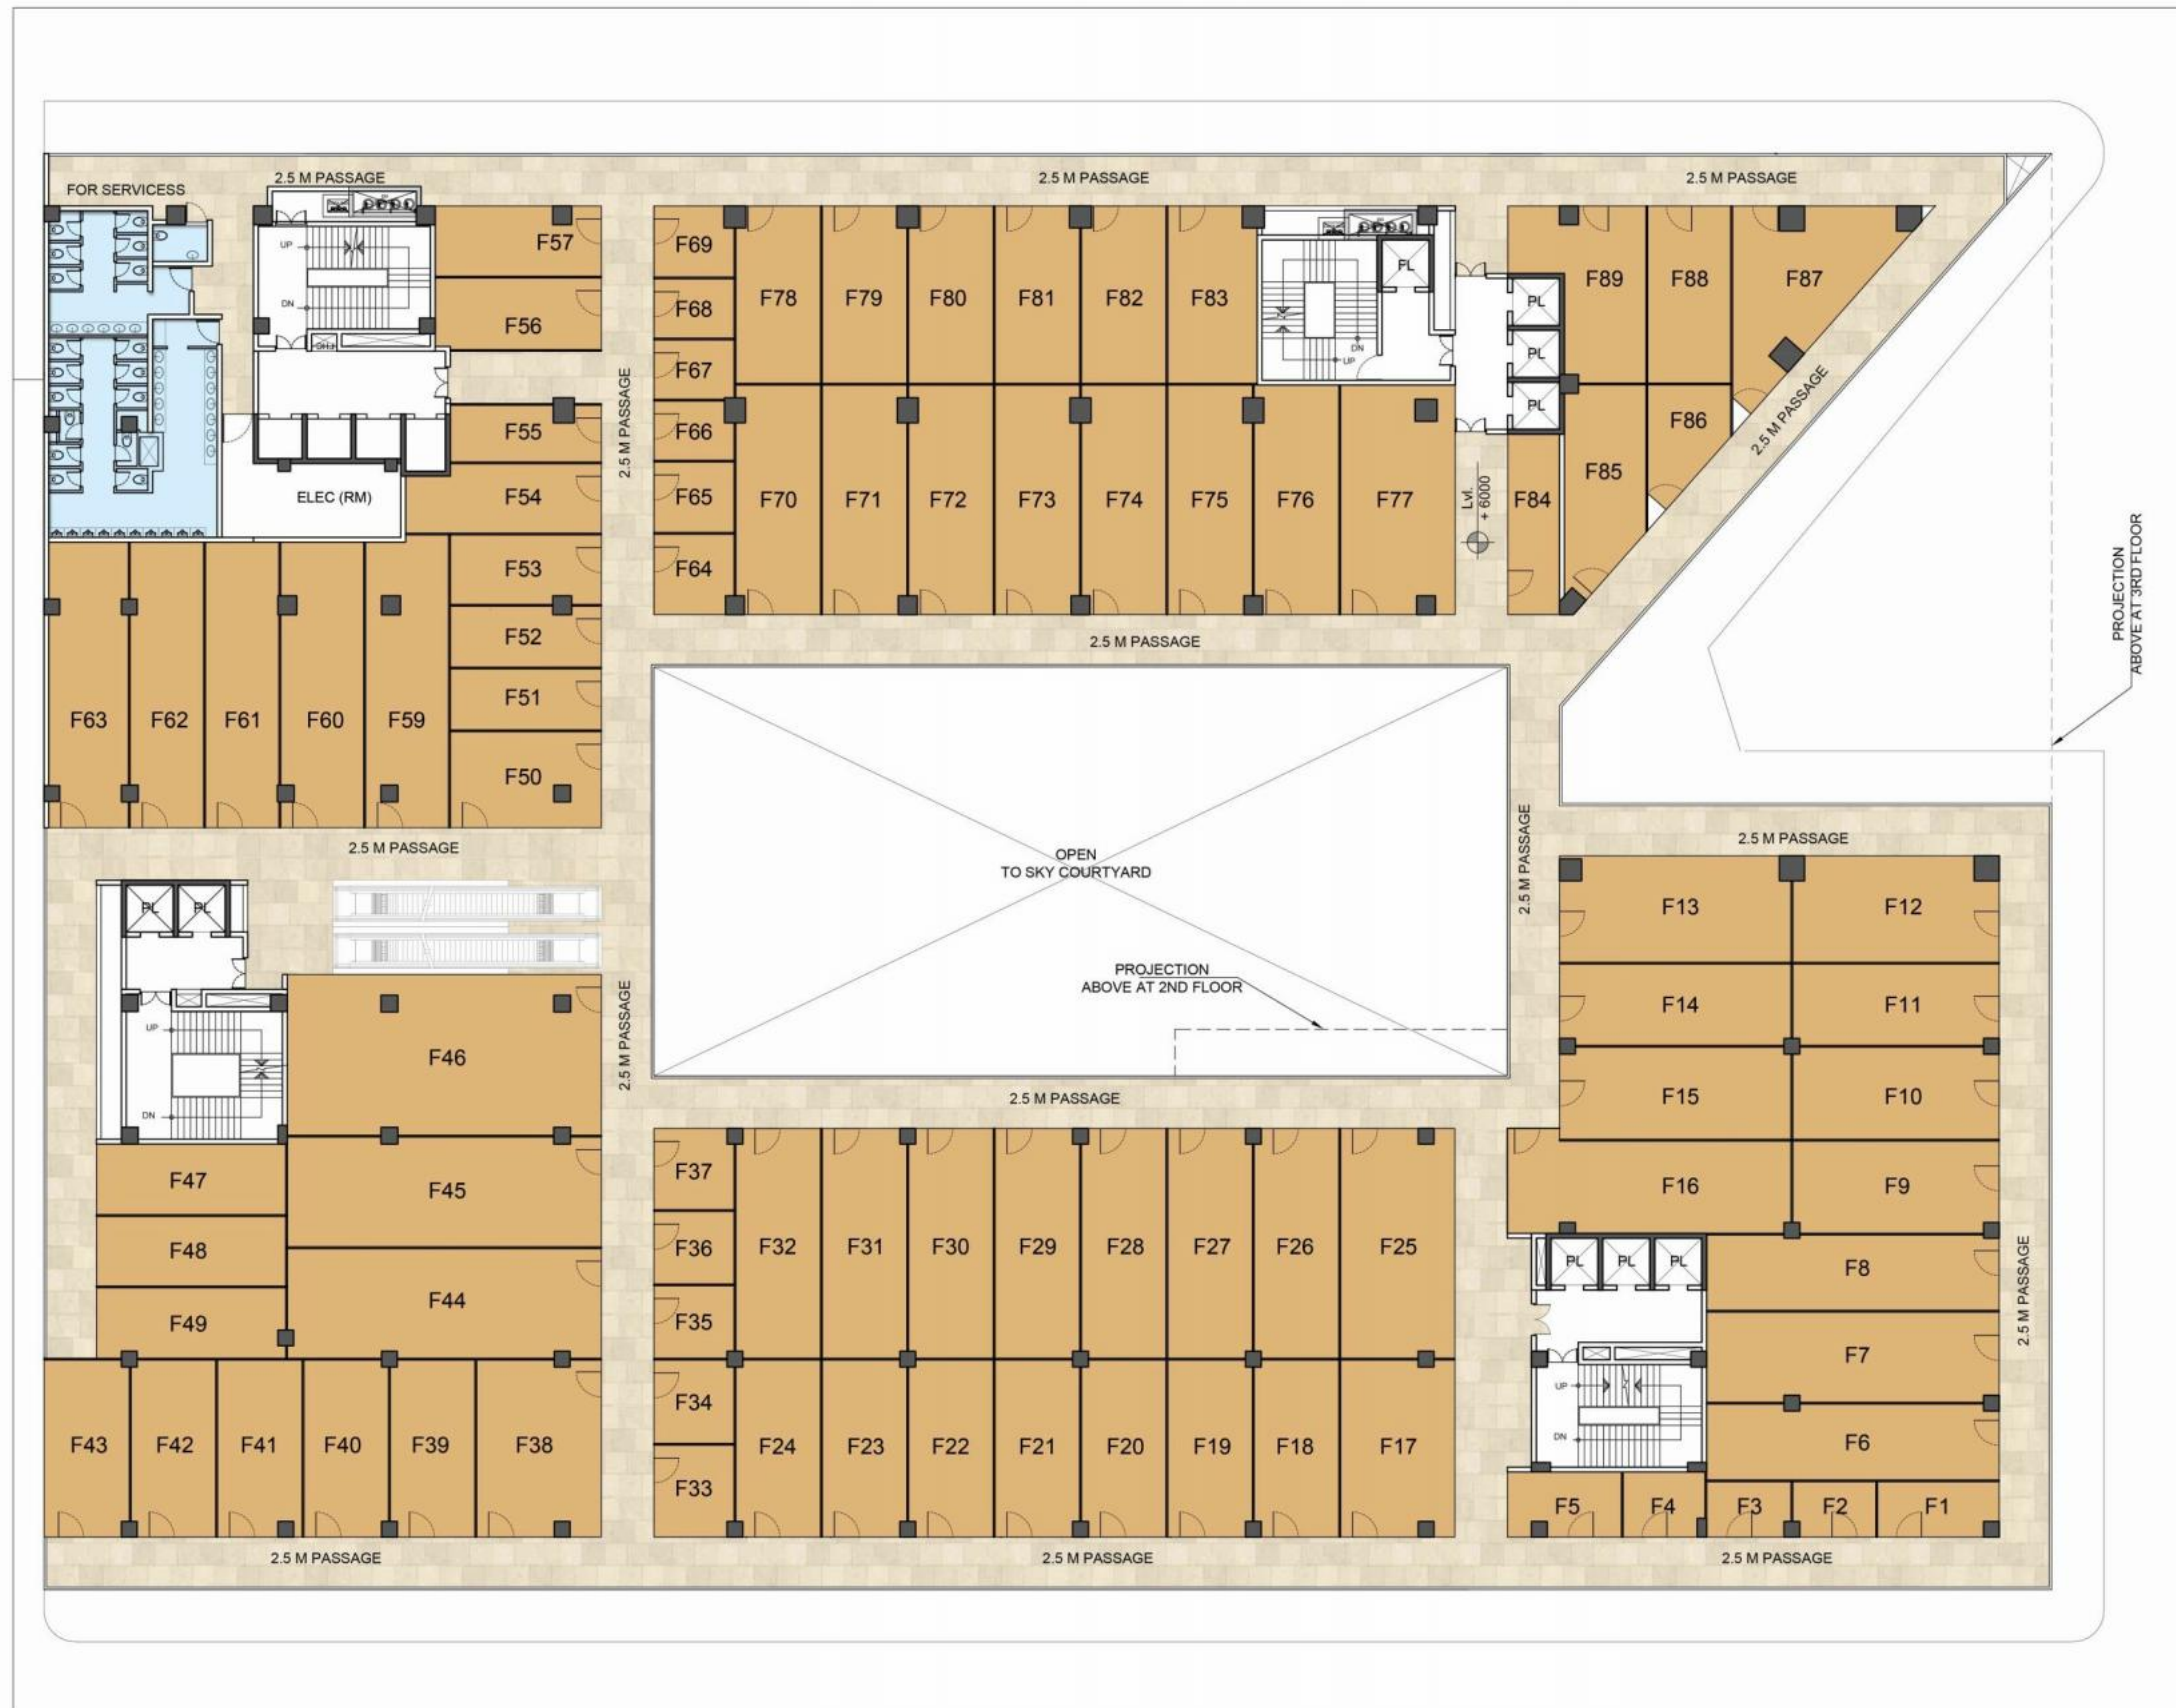 2.5 M PASSAGE
2.5 M PASSAGE
2.5 M PASSAGE
FOR SERVICESS
F57
F69
F89
F88
F87
UP
FL
F78
F79
F80
F81
F82
F83
DN
F68
PL
F56
DN
UP
PL
F67
PL
2.5 M PASSAGE
2.5 M PASSAGE
F55
F66
F86
F85
ELEC (RM)
F54
F65
F70
F71
F72
F73
F74
F75
F76
F77
Lvl.
+ 6000
F84
F53
F64
PROJECTION
ABOVE AT 3RD FLOOR
F52
2.5 M PASSAGE
F51
F63
F62
F61
F60
F59
F50
2.5 M PASSAGE
2.5 M PASSAGE
2.5 M PASSAGE
OPEN
TO SKY COURTYARD
PL
PL
F13
F12
PROJECTION
ABOVE AT 2ND FLOOR
F14
F11
UP
F46
2.5 M PASSAGE
2.5 M PASSAGE
DN
F15
F10
F47
F45
F37
F16
F9
F48
F36
F32
F31
F30
F29
F28
F27
F26
F25
PL
PL
PL
F8
F49
F44
F35
2.5 M PASSAGE
F7
UP
F34
F43
F42
F41
F40
F39
F38
F24
F23
F22
F21
F20
F19
F18
F17
DN
F6
F33
F5
F4
F3
F2
F1
2.5 M PASSAGE
2.5 M PASSAGE
2.5 M PASSAGE